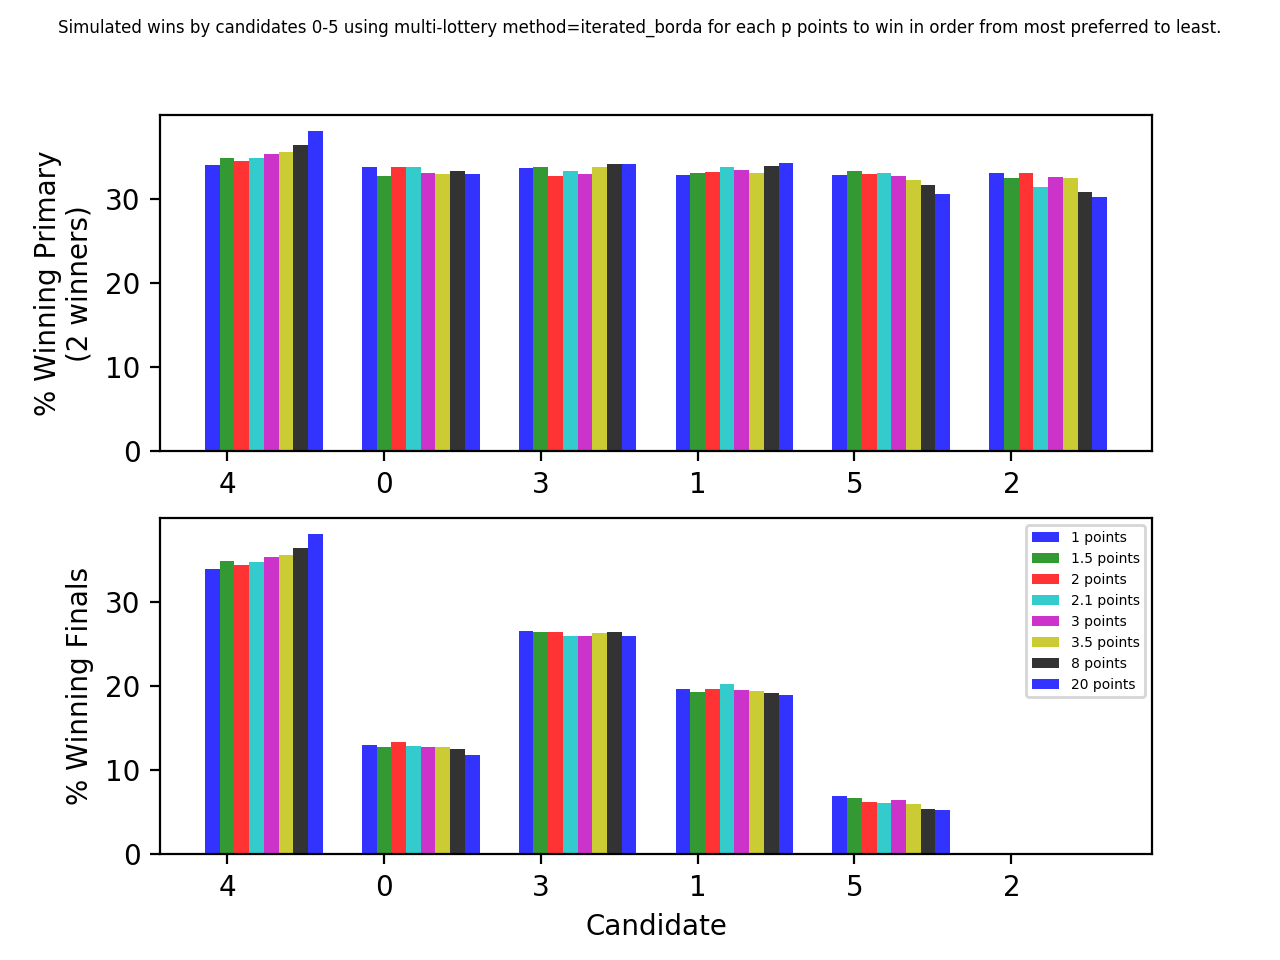 Simulated wins by candidates 0-5 using multi-lottery method=iterated_borda for each p points to win in order from most preferred to least.
% Winning Primary
(2 winners)
30
20
10
0
4 0 3 1 5 2
% Winning Finals
30
20
10
0
1 points
1.5 points
2 points
2.1 points
3 points
3.5 points
8 points
20 points
4 0 3 1 5 2
Candidate